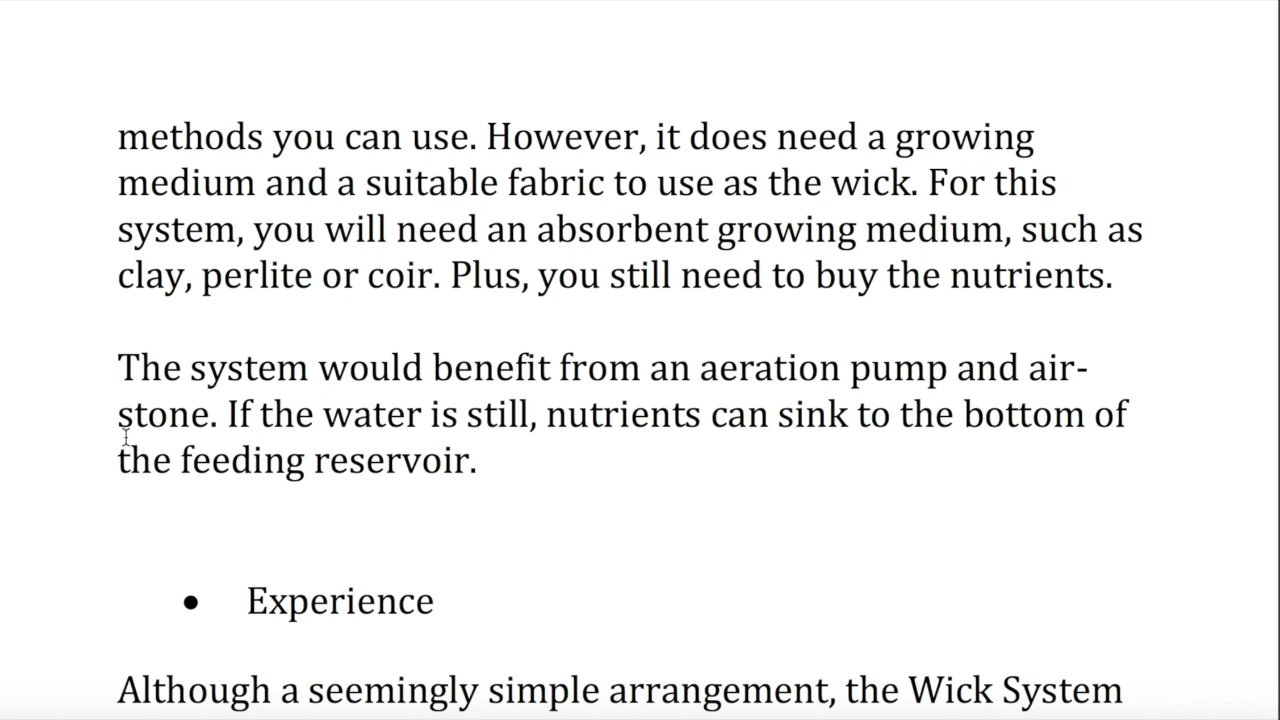 methods you can use. However, it does need a growing
medium and a suitable fabric to use as the wick. For this
system, you will need an absorbent growing medium, such as
clay, perlite or coir. Plus, you still need to buy the nutrients.
The system would benefit from an aeration pump and air-
stone. If the water is still, nutrients can sink to the bottom of
the feeding reservoir.
• Experience
Although a seemingly simple arrangement, the Wick System